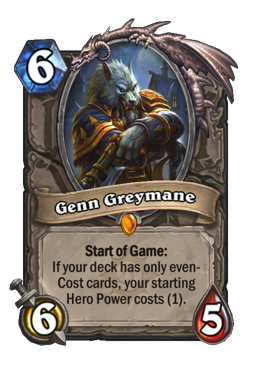 6
Genn Greymane
Start of Game:
If your deck has only even-
Cost cards, your starting
Hero Power costs (1).
6
5